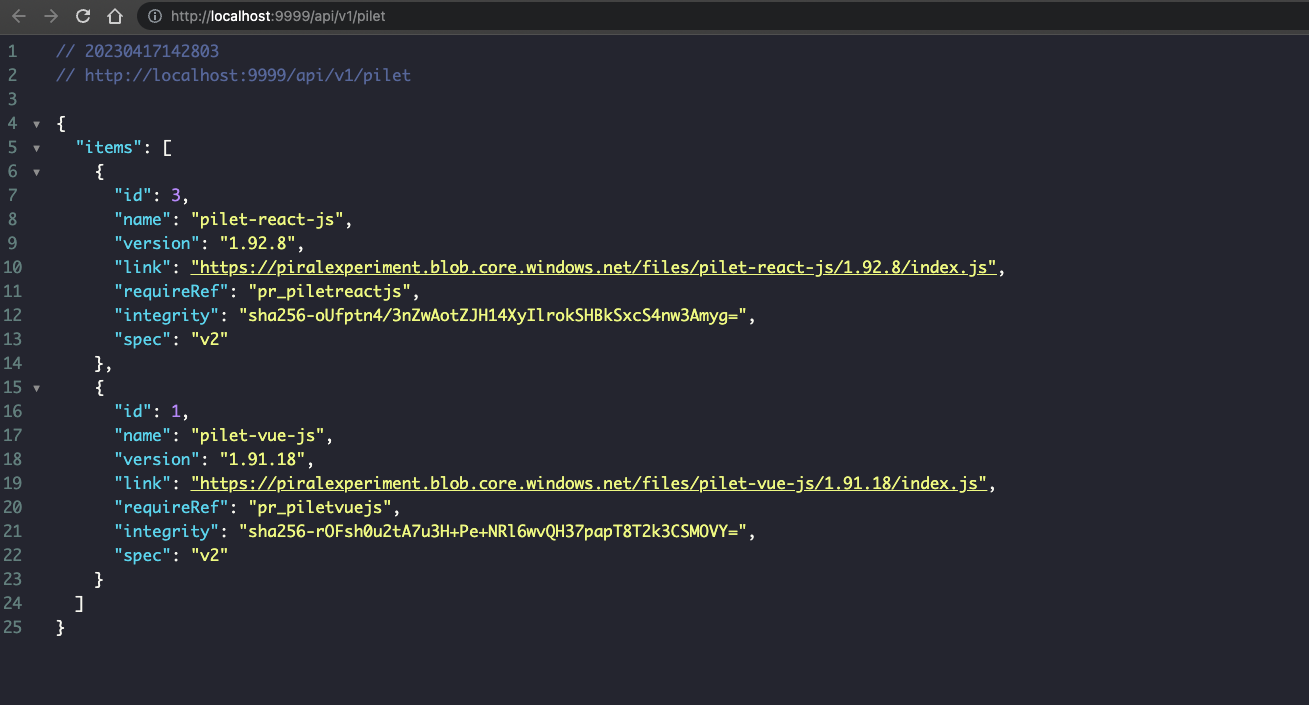 http://localhost:9999/api/v1/pilet
1 // 20230417142803
2 // http://localhost:9999/api/v1/pilet
3
4 {
5 "items": [
6 {
7 "id": 3,
8 "name": "pilet-react-js",
9 "version": "1.92.8",
10 "link": "https://piralexperiment.blob.core.windows.net/files/pilet-react-js/1.92.8/index.js",
11 "requireRef": "pr_piletreactjs",
12 "integrity": "sha256-oUfptn4/3nZwAotZJH14XyIlrokSHBkSxcS4nw3Amyg=",
13 "spec": "v2"
14 },
15 {
16 "id": 1,
17 "name": "pilet-vue-js",
18 "version": "1.91.18",
19 "link": "https://piralexperiment.blob.core.windows.net/files/pilet-vue-js/1.91.18/index.js",
20 "requireRef": "pr_piletvuejs",
21 "integrity": "sha256-rOFsh0u2tA7u3H+Pe+NRl6wvQH37papT8T2k3CSMOVY=",
22 "spec": "v2"
23 }
24 ]
25 }